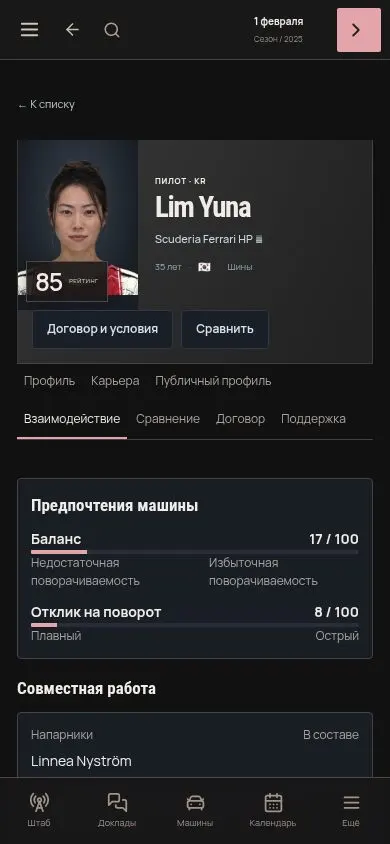 1 февраля
Сезон / 2025
← К списку
ПИЛОТ · KR
Lim Yuna
Scuderia Ferrari HP
85 РЕЙТИНГ
35 лет Шины
Договор и условия Сравнить
Профиль Карьера Публичный профиль
Взаимодействие Сравнение Договор Поддержка
Предпочтения машины
Баланс 17 / 100
Недостаточная поворачиваемость
Избыточная поворачиваемость
Отклик на поворот 8 / 100
Плавный Острый
Совместная работа
Напарники В составе
Linnea Nyström
Штаб Доклады Машины Календарь Ещё